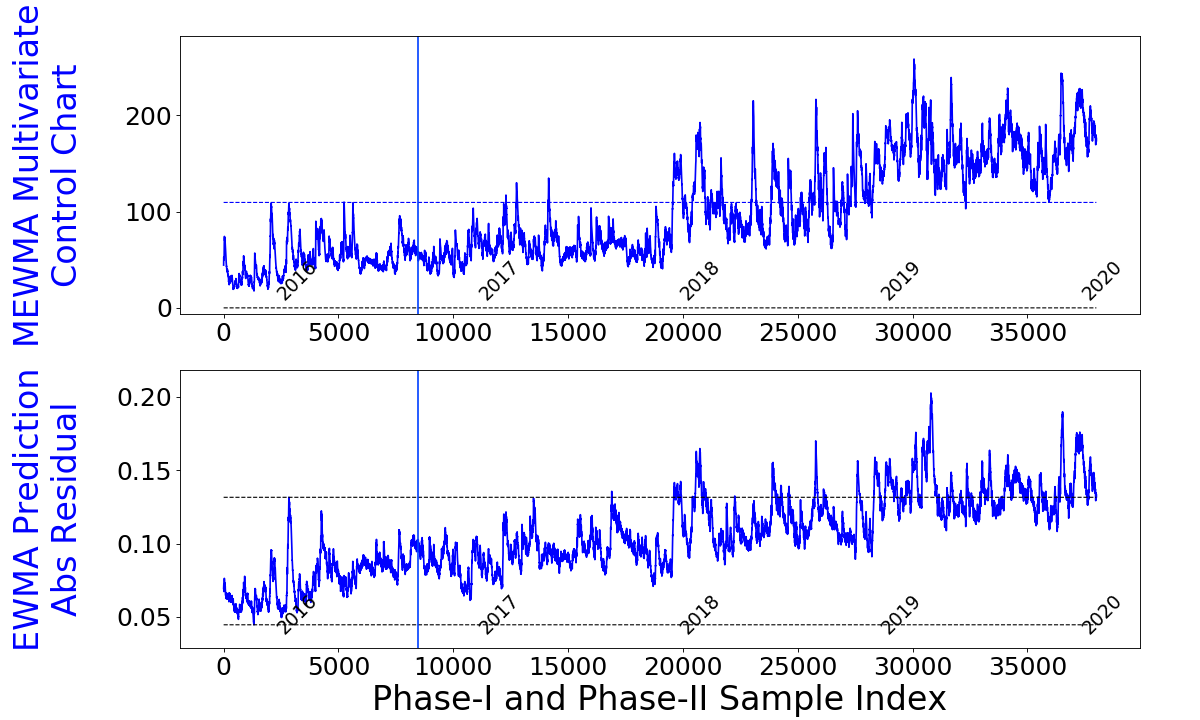 MEWMA Multivariate
Control Chart
200
100
0
2016
2017
2018
2019
2020
0 5000 10000 15000 20000 25000 30000 35000
EWMA Prediction
Abs Residual
0.20
0.15
0.10
0.05
2016
2017
2018
2019
2020
0 5000 10000 15000 20000 25000 30000 35000
Phase-I and Phase-II Sample Index